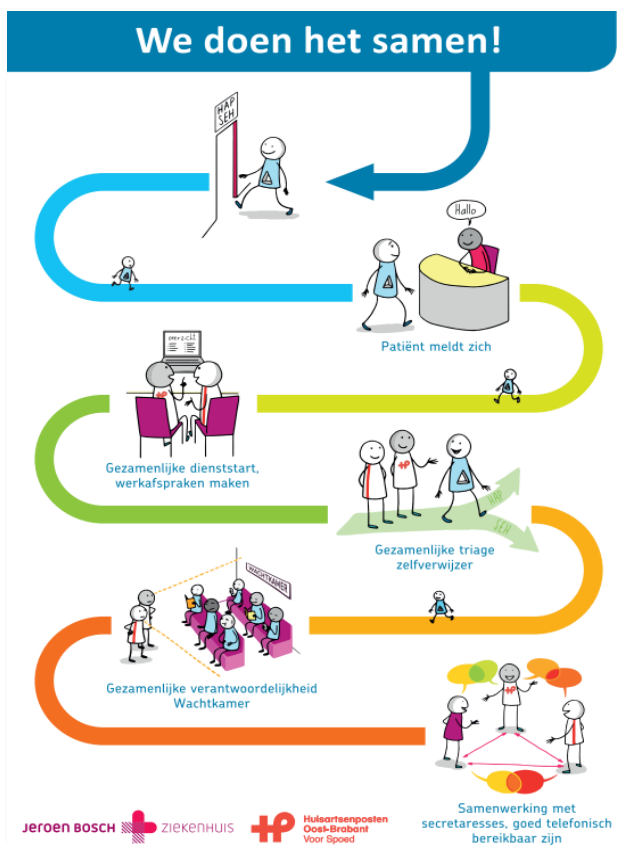 We doen het samen!
HAP
SEH
Hallo
Patiënt meldt zich
Gezamenlijke dienststart,
werkafspraken maken
HAP
SEH
Gezamenlijke triage
zelfverwijzer
WACHTKAMER
Gezamenlijke verantwoordelijkheid
Wachtkamer
Samenwerking met
secretaresses, goed telefonisch
bereikbaar zijn
JEROEN BOSCH ZIEKENHUIS
Huisartsenposten
Oost-Brabant
Voor Spoed